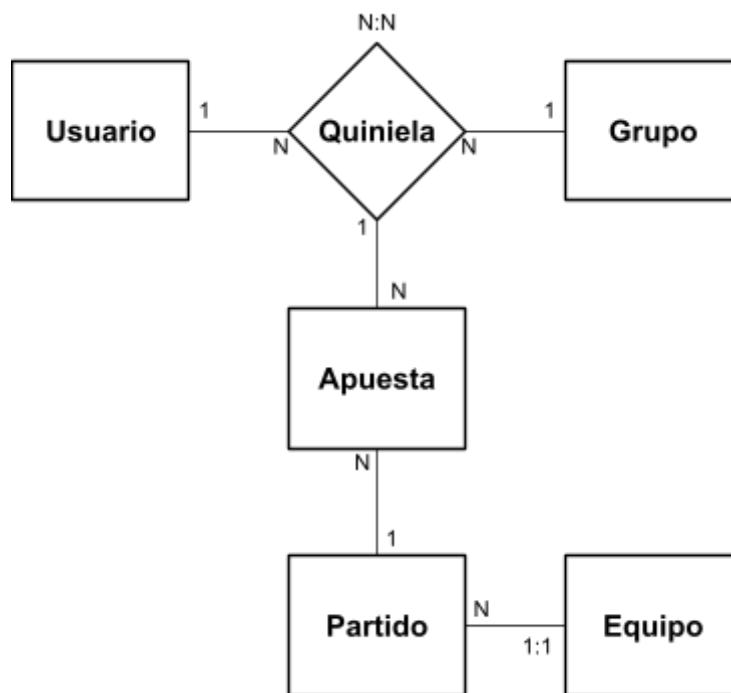 N:N
Usuario
1
N
Quiniela
N
1
Grupo
1
N
Apuesta
N
1
Partido
N
1:1
Equipo